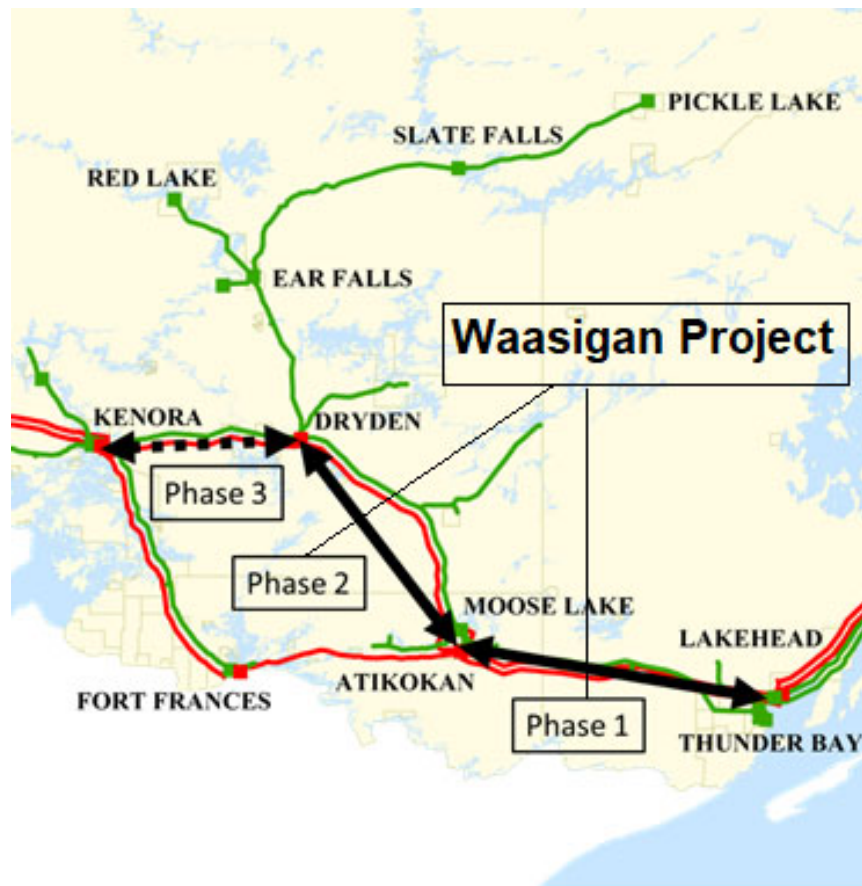 PICKLE LAKE
SLATE FALLS
RED LAKE
EAR FALLS
Waasigan Project
KENORA
DRYDEN
Phase 3
Phase 2
MOOSE LAKE
LAKEHEAD
ATIKOKAN
FORT FRANCES
Phase 1
THUNDER BAY